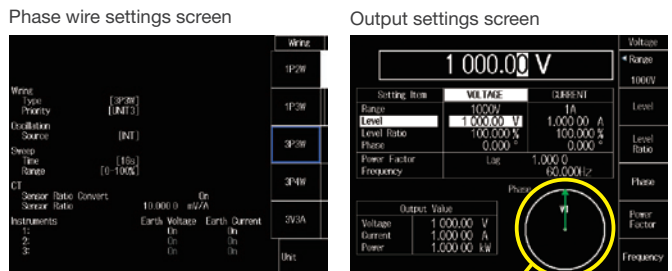 Phase wire settings screen
Wiring
1P2W
1P3W
3P3W
3P4W
3V3A
Unit
Wiring
Type [3P3W]
Priority [UNIT3]
Oscillation
Source [INT]
Sweep
Time [16s]
Range [0-100%]
CT
Sensor Ratio Convert On
Sensor Ratio 10.000 0 mV/A
Instruments Earth Voltage Earth Current
1: On On
2: On On
3: On On
Output settings screen
Voltage
Range
1000V
Level
Level Ratio
Phase
Power Factor
Frequency
1 000.00 V
Setting Item VOLTAGE CURRENT
Range 1000V 1A
Level 1 000.00 V 1.000 00 A
Level Ratio 100.000 % 100.000 %
Phase 0.000 ° 0.000 °
Power Factor Lag 1.000 0
Frequency 60.000Hz
Phase
V1
Output Value
Voltage 1 000.00 V
Current 1.000 00 A
Power 1.000 00 kW